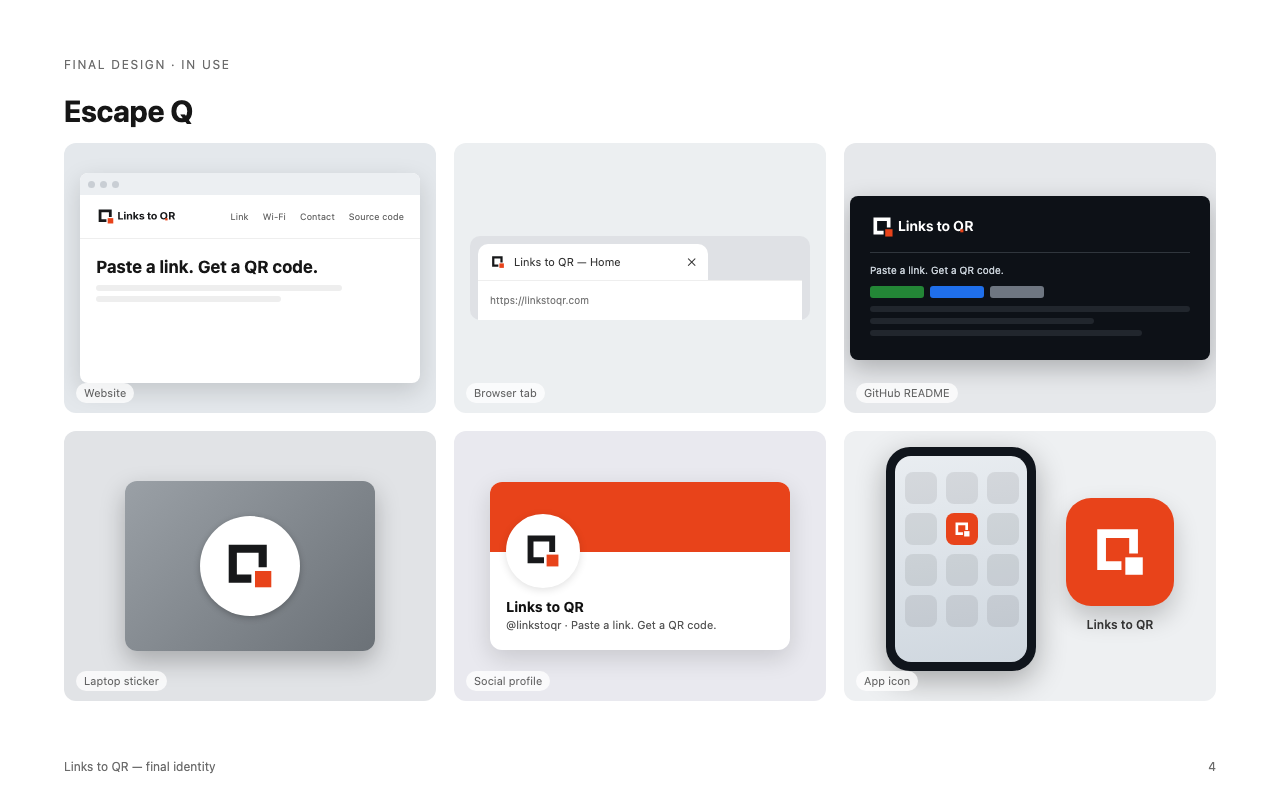 FINAL DESIGN · IN USE
Escape Q
Links to QR
Link Wi-Fi Contact Source code
Paste a link. Get a QR code.
Website
Links to QR — Home ×
https://linkstoqr.com
Browser tab
Links to QR
Paste a link. Get a QR code.
GitHub README
Laptop sticker
Links to QR
@linkstoqr · Paste a link. Get a QR code.
Social profile
Links to QR
App icon
Links to QR — final identity
4